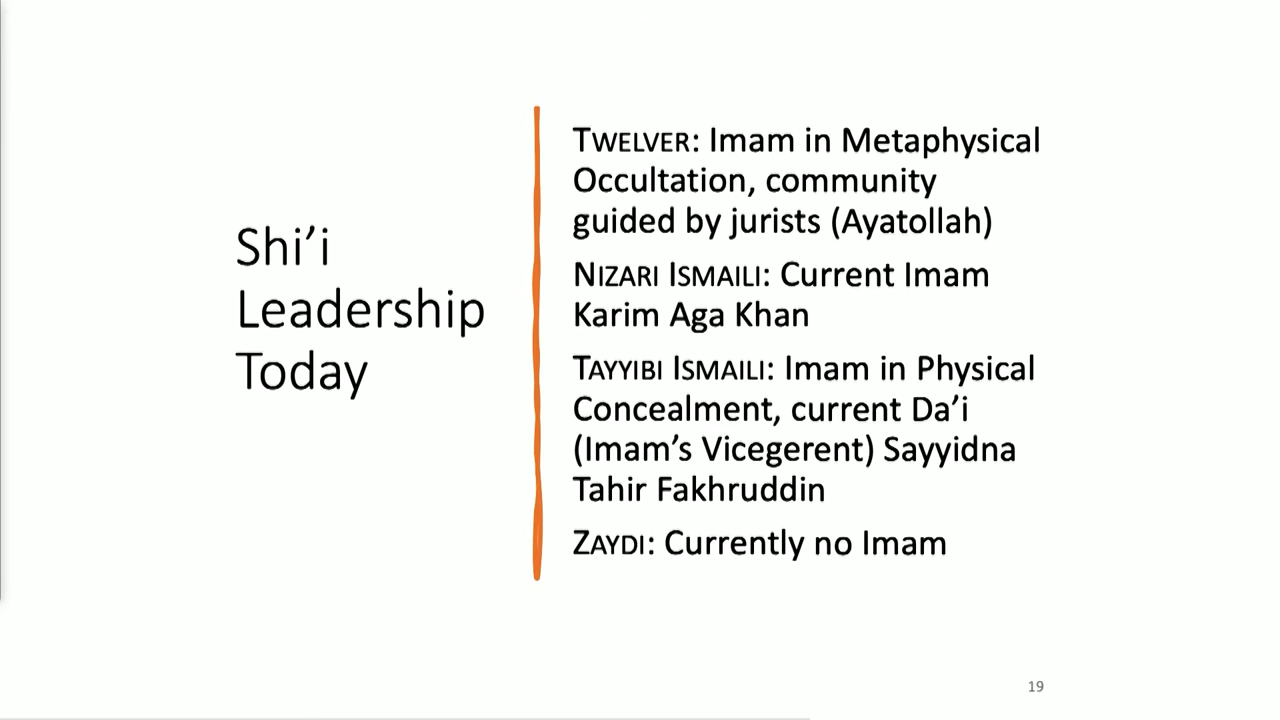 Shi’i
Leadership
Today
TWELVER: Imam in Metaphysical
Occultation, community
guided by jurists (Ayatollah)
NIZARI ISMAILI: Current Imam
Karim Aga Khan
TAYYIBI ISMAILI: Imam in Physical
Concealment, current Da’i
(Imam’s Vicegerent) Sayyidna
Tahir Fakhruddin
ZAYDI: Currently no Imam
19